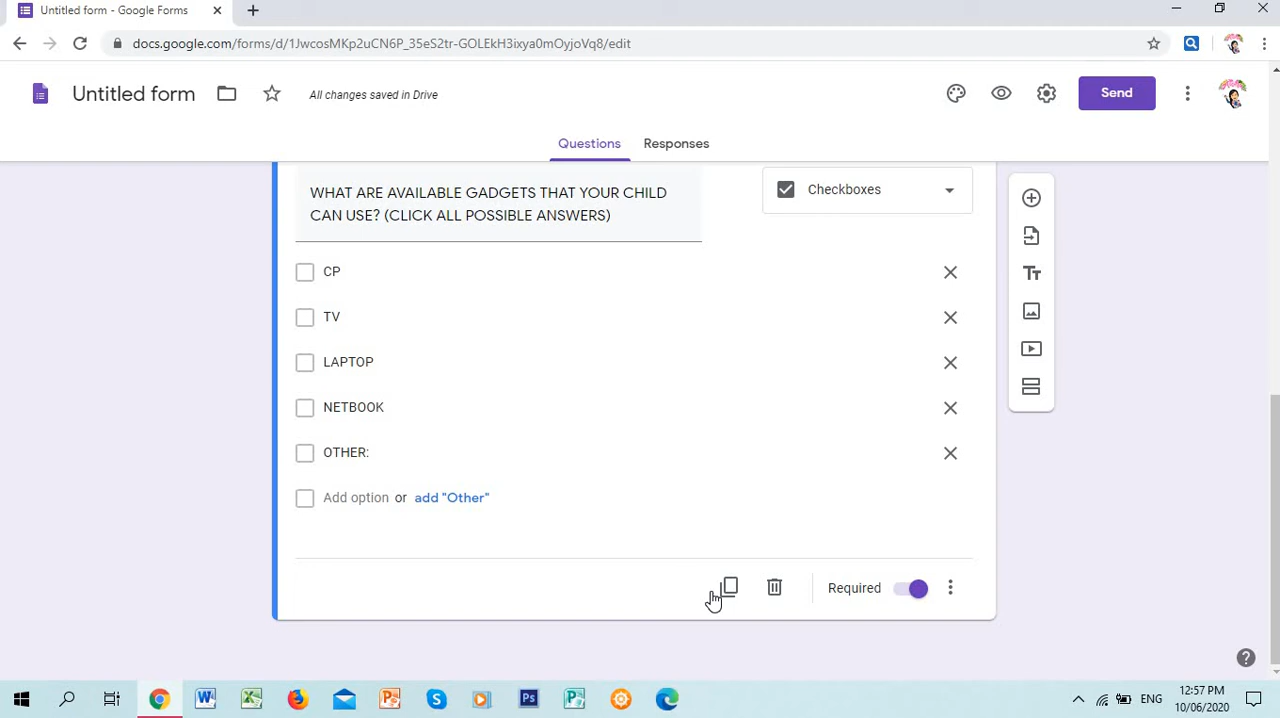 Untitled form - Google Forms
docs.google.com/forms/d/1JwcosMKp2uCN6P_35eS2tr-GOLEkH3ixya0mOyjoVq8/edit
Untitled form
All changes saved in Drive
Send
Questions
Responses
WHAT ARE AVAILABLE GADGETS THAT YOUR CHILD
CAN USE? (CLICK ALL POSSIBLE ANSWERS)
Checkboxes
CP
TV
LAPTOP
NETBOOK
OTHER:
Add option or add "Other"
Required
ENG
12:57 PM
10/06/2020